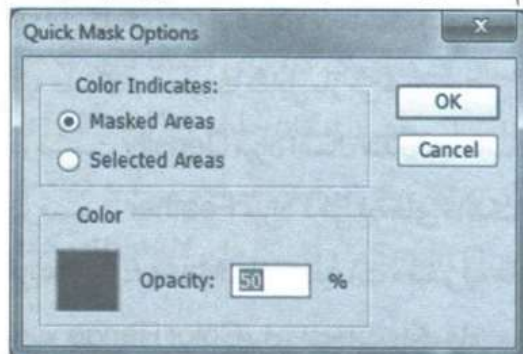 Quick Mask Options
X
Color Indicates:
Masked Areas
OK
Selected Areas
Cancel
Color
Opacity: 50 %